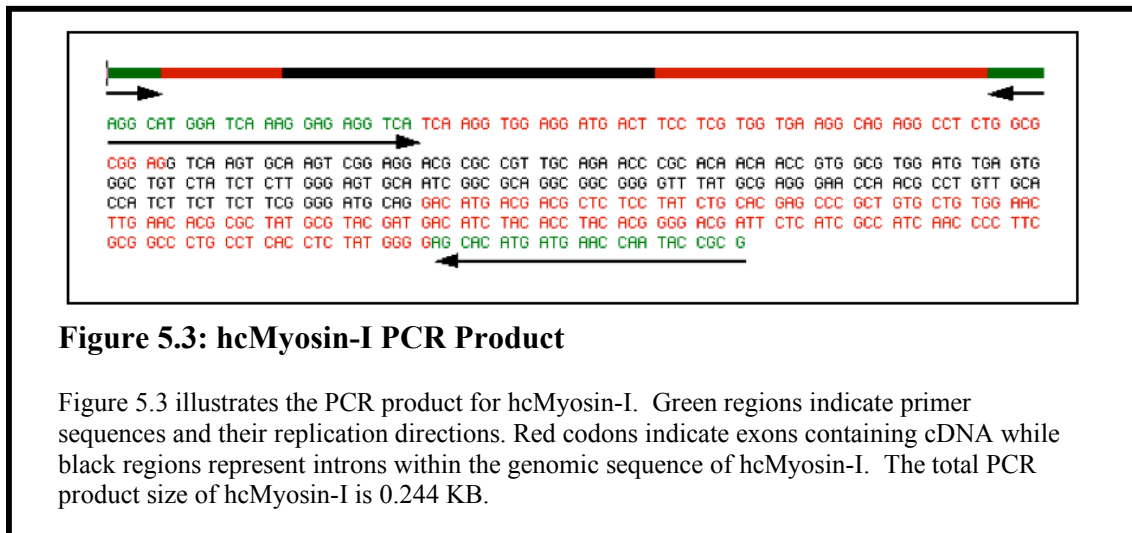 AGG CAT GGA TCA AAG GAG AGG TCA TCA AGG TGG AGG ATG ACT TCC TCG TGG TGA AGG CAG AGG CCT CTG GCG
CGG AGG TCA AGT GCA AGT CGG AGG ACG CGC CGT TGC AGA ACC CGC ACA ACA ACC GTG GCG TGG ATG TGA GTG
GGC TGT CTA TCT CTT GGG AGT GCA ATC GGC GCA GGC GGC GGG GTT TAT GCG AGG GAA CCA ACG CCT GTT GCA
CCA TCT TCT TCT TCG GGG ATG CAG GAC ATG ACG AGC CTC TCC TAT CTG CAC GAG CCC GCT GTG CTG TGG AAC
TTG AAC ACG CGC TAT GCG TAC GAT GAC ATC TAC ACC TAC ACG GGG ACG ATT CTC ATC GCC ATC AAC CCC TTC
GCG GCC CTG CCT CAC CTC TAT GGG GAG CAC ATG ATG AAC CAA TAC CGC G
Figure 5.3: hcMyosin-I PCR Product
Figure 5.3 illustrates the PCR product for hcMyosin-I. Green regions indicate primer
sequences and their replication directions. Red codons indicate exons containing cDNA while
black regions represent introns within the genomic sequence of hcMyosin-I. The total PCR
product size of hcMyosin-I is 0.244 KB.